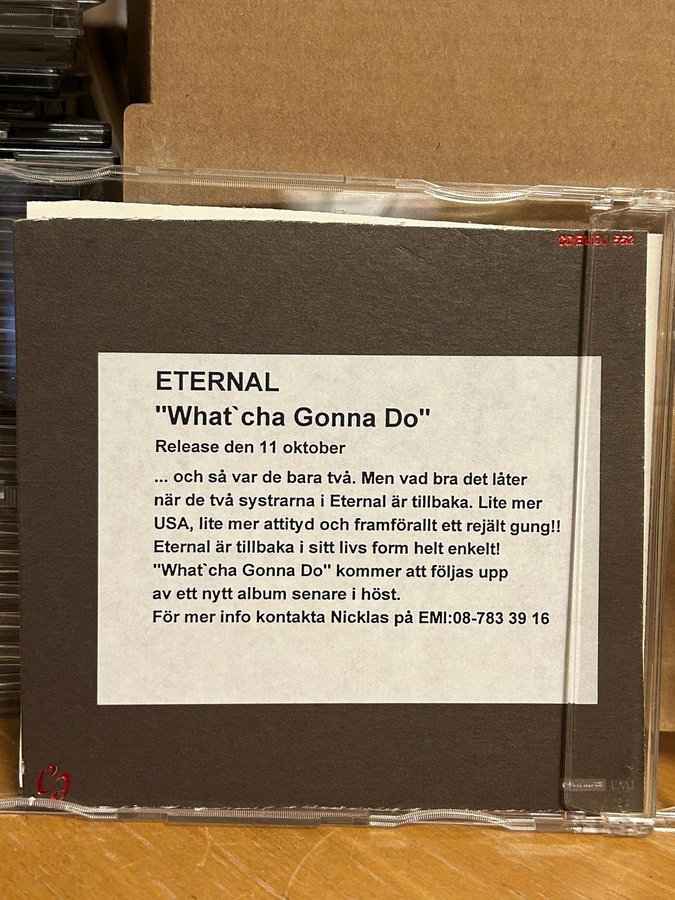 ETERNAL
"What`cha Gonna Do"
Release den 11 oktober
... och så var de bara två. Men vad bra det låter
när de två systrarna i Eternal är tillbaka. Lite mer
USA, lite mer attityd och framförallt ett rejält gung!!
Eternal är tillbaka i sitt livs form helt enkelt!
"What`cha Gonna Do" kommer att följas upp
av ett nytt album senare i höst.
För mer info kontakta Nicklas på EMI:08-783 39 16
EMI